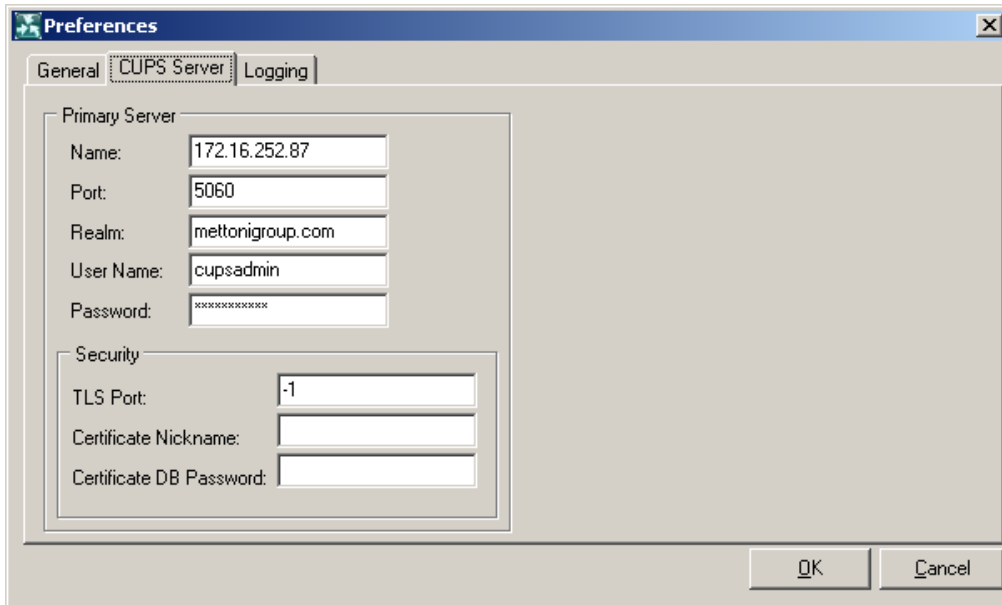 Preferences
General CUPS Server Logging
Primary Server
Name: 172.16.252.87
Port: 5060
Realm: mettonigroup.com
User Name: cupsadmin
Password: ***********
Security
TLS Port: -1
Certificate Nickname:
Certificate DB Password:
OK Cancel